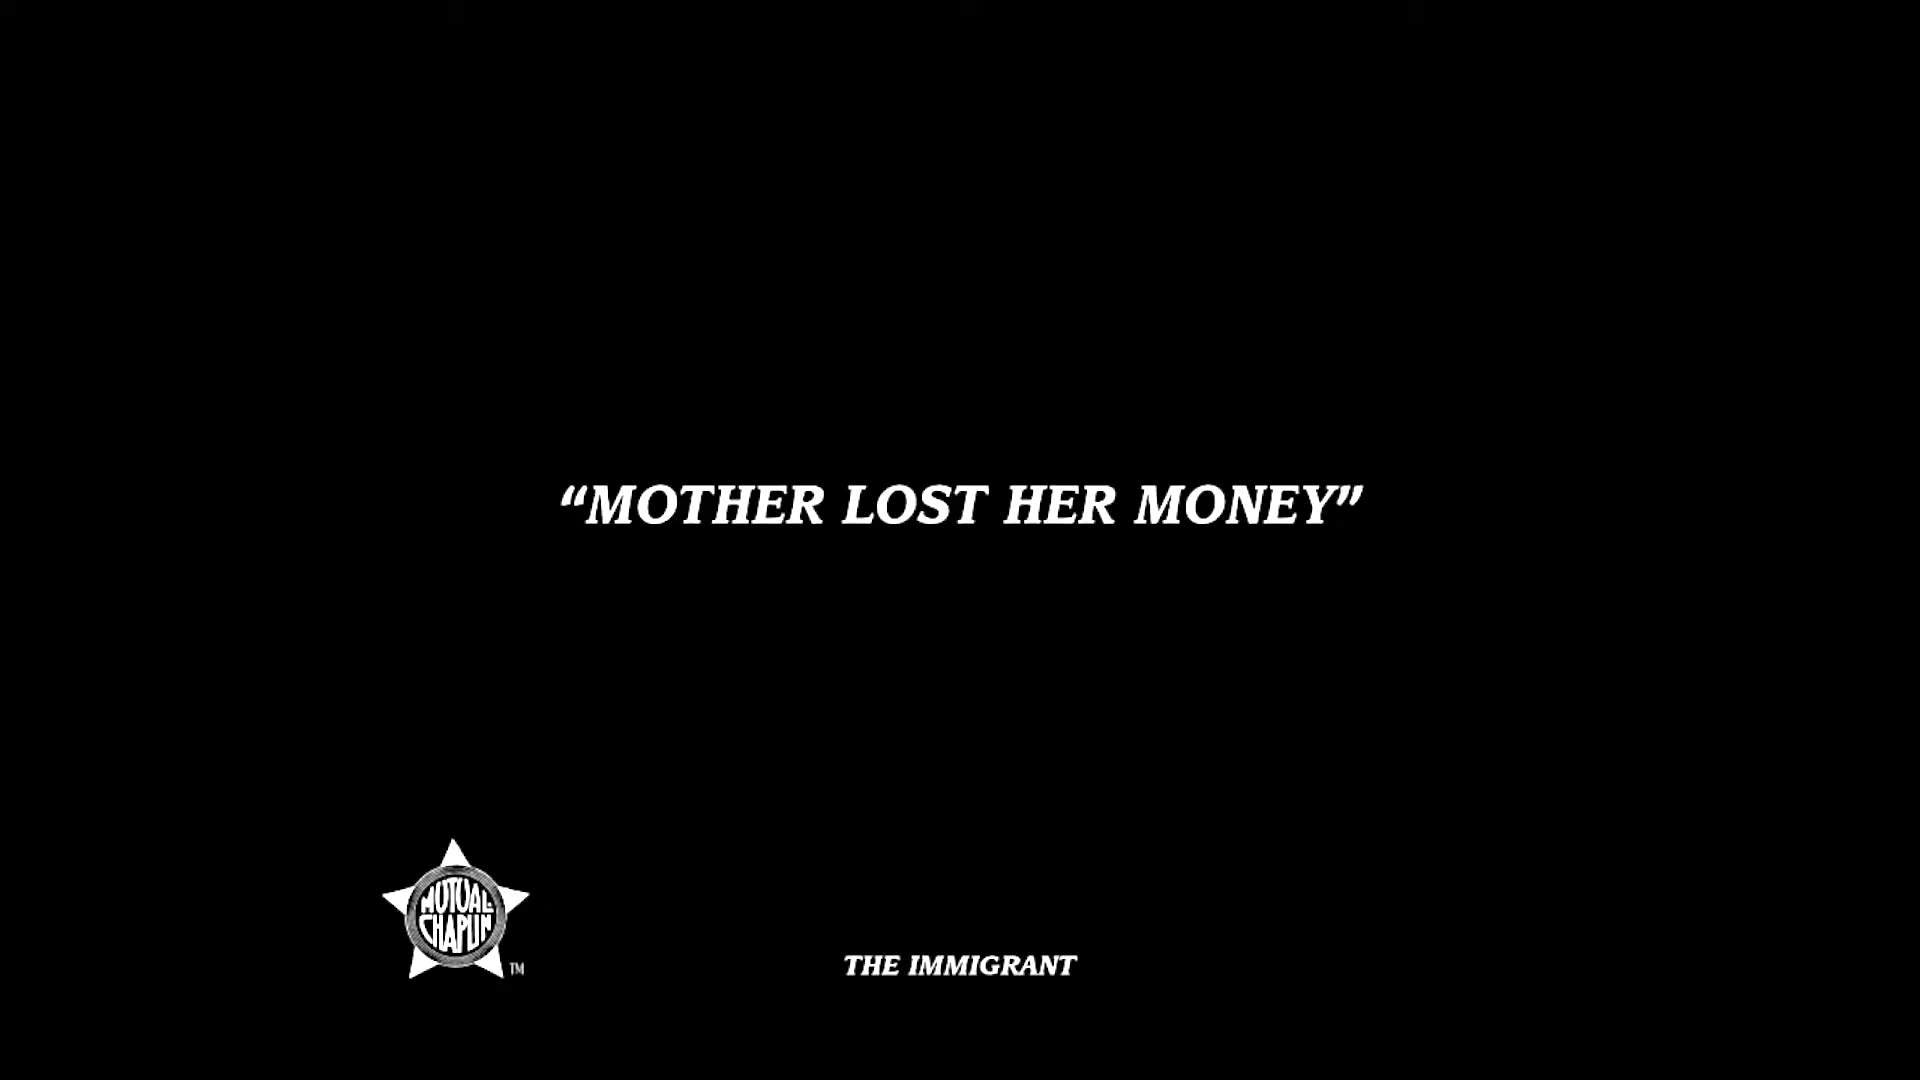 “MOTHER LOST HER MONEY”
MUTUAL-
CHAPLIN
TM
THE IMMIGRANT